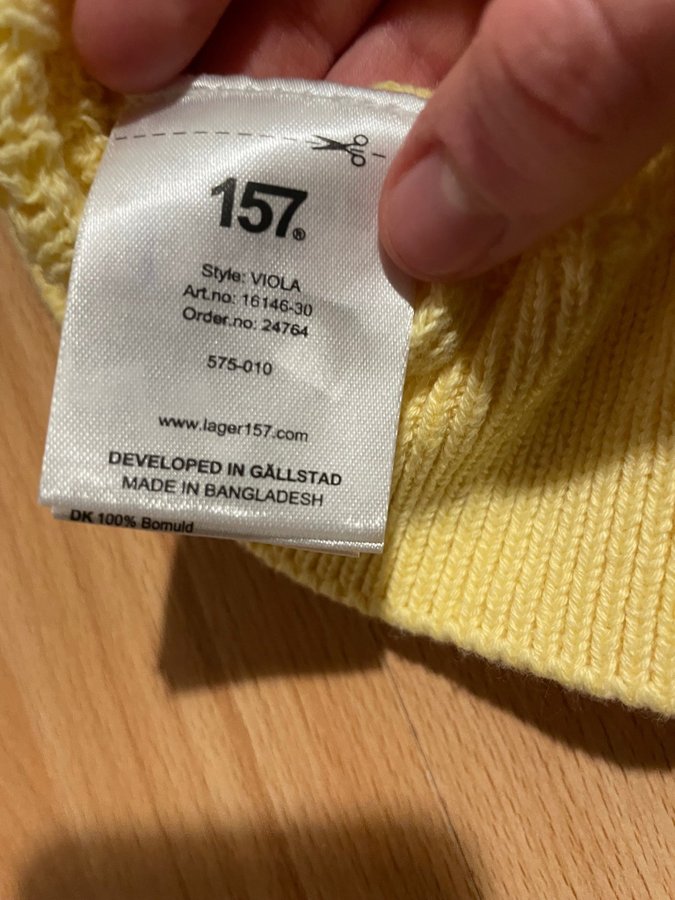 157®
Style: VIOLA
Art.no: 16146-30
Order.no: 24764
575-010
www.lager157.com
DEVELOPED IN GÄLLSTAD
MADE IN BANGLADESH
DK 100% Bomuld